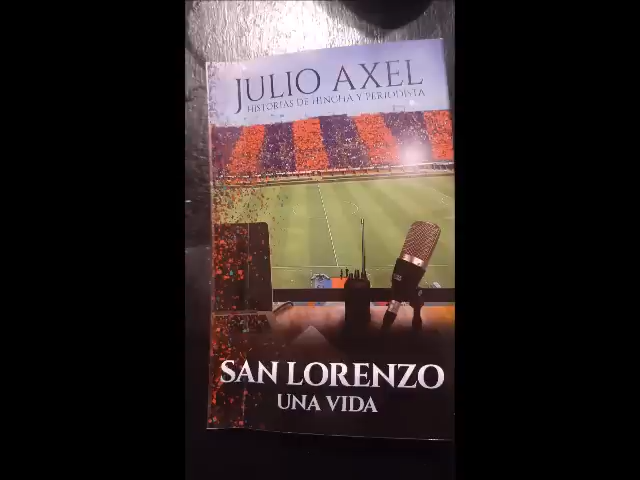 JULIO AXEL
HISTORIAS DE HINCHA Y PERIODISTA
SAN LORENZO
UNA VIDA